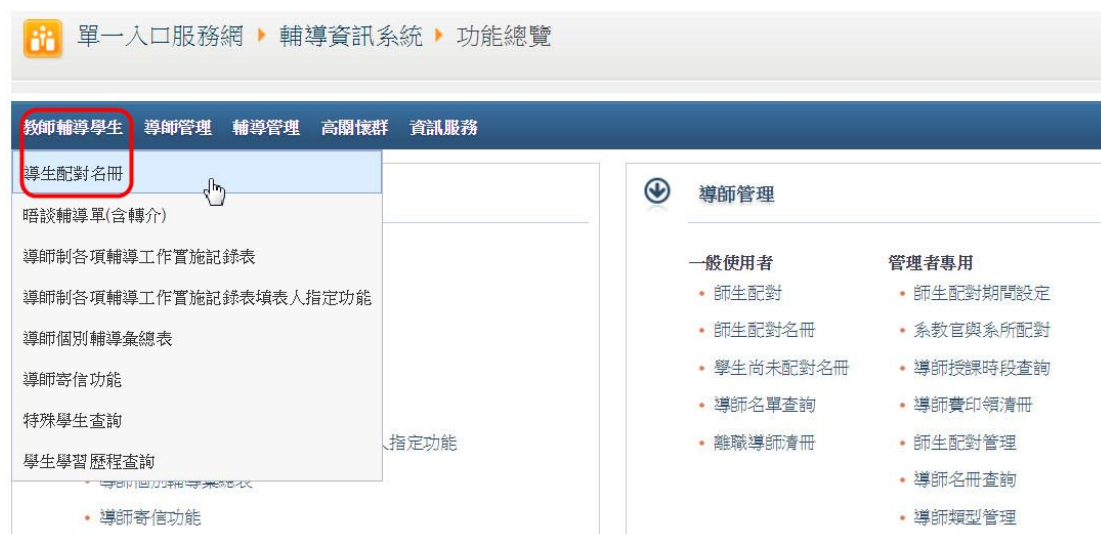 單一入口服務網 ▸ 輔導資訊系統 ▸ 功能總覽
教師輔導學生 導師管理 輔導管理 高關懷群 資訊服務
導生配對名冊
晤談輔導單(含轉介)
導師制各項輔導工作實施記錄表
導師制各項輔導工作實施記錄表填表人指定功能
導師個別輔導彙總表
導師寄信功能
特殊學生查詢
學生學習歷程查詢
人指定功能
導師個別輔導彙總表
• 導師寄信功能
導師管理
一般使用者
• 師生配對
• 師生配對名冊
• 學生尚未配對名冊
• 導師名單查詢
• 離職導師清冊
管理者專用
• 師生配對期間設定
• 系教官與系所配對
• 導師授課時段查詢
• 導師費印領清冊
• 師生配對管理
• 導師名冊查詢
• 導師類型管理